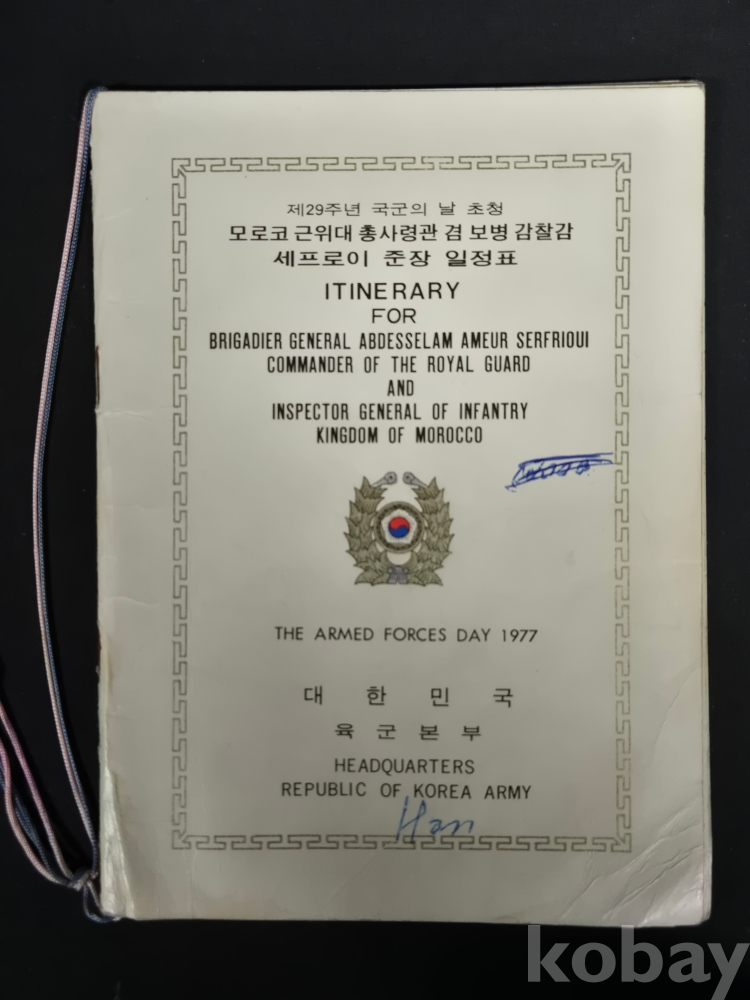 제29주년 국군의 날 초청
모로코 근위대 총사령관 겸 보병 감찰감
세프로이 준장 일정표
ITINERARY
FOR
BRIGADIER GENERAL ABDESSELAM AMEUR SERFRIOUI
COMMANDER OF THE ROYAL GUARD
AND
INSPECTOR GENERAL OF INFANTRY
KINGDOM OF MOROCCO
THE ARMED FORCES DAY 1977
대한민국
육군본부
HEADQUARTERS
REPUBLIC OF KOREA ARMY
Han
kobay